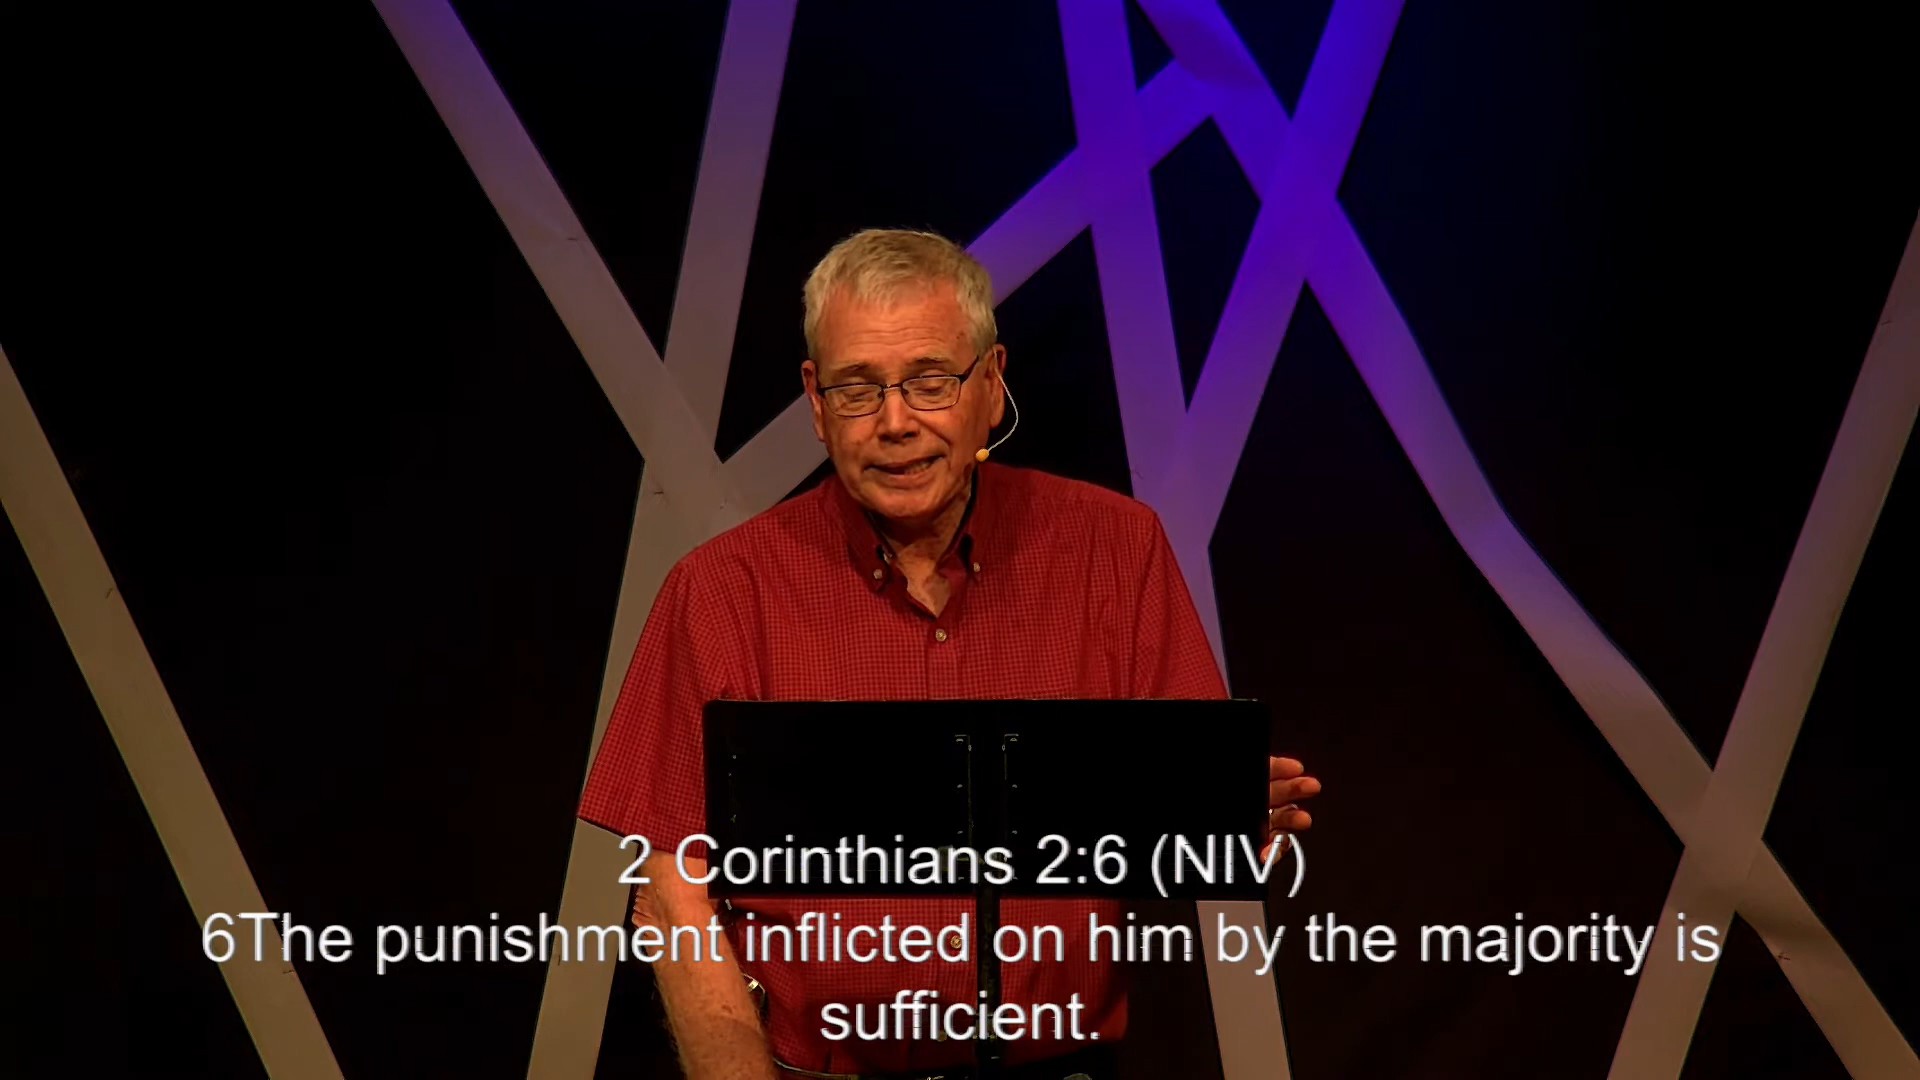 2 Corinthians 2:6 (NIV)
6The punishment inflicted on him by the majority is
sufficient.